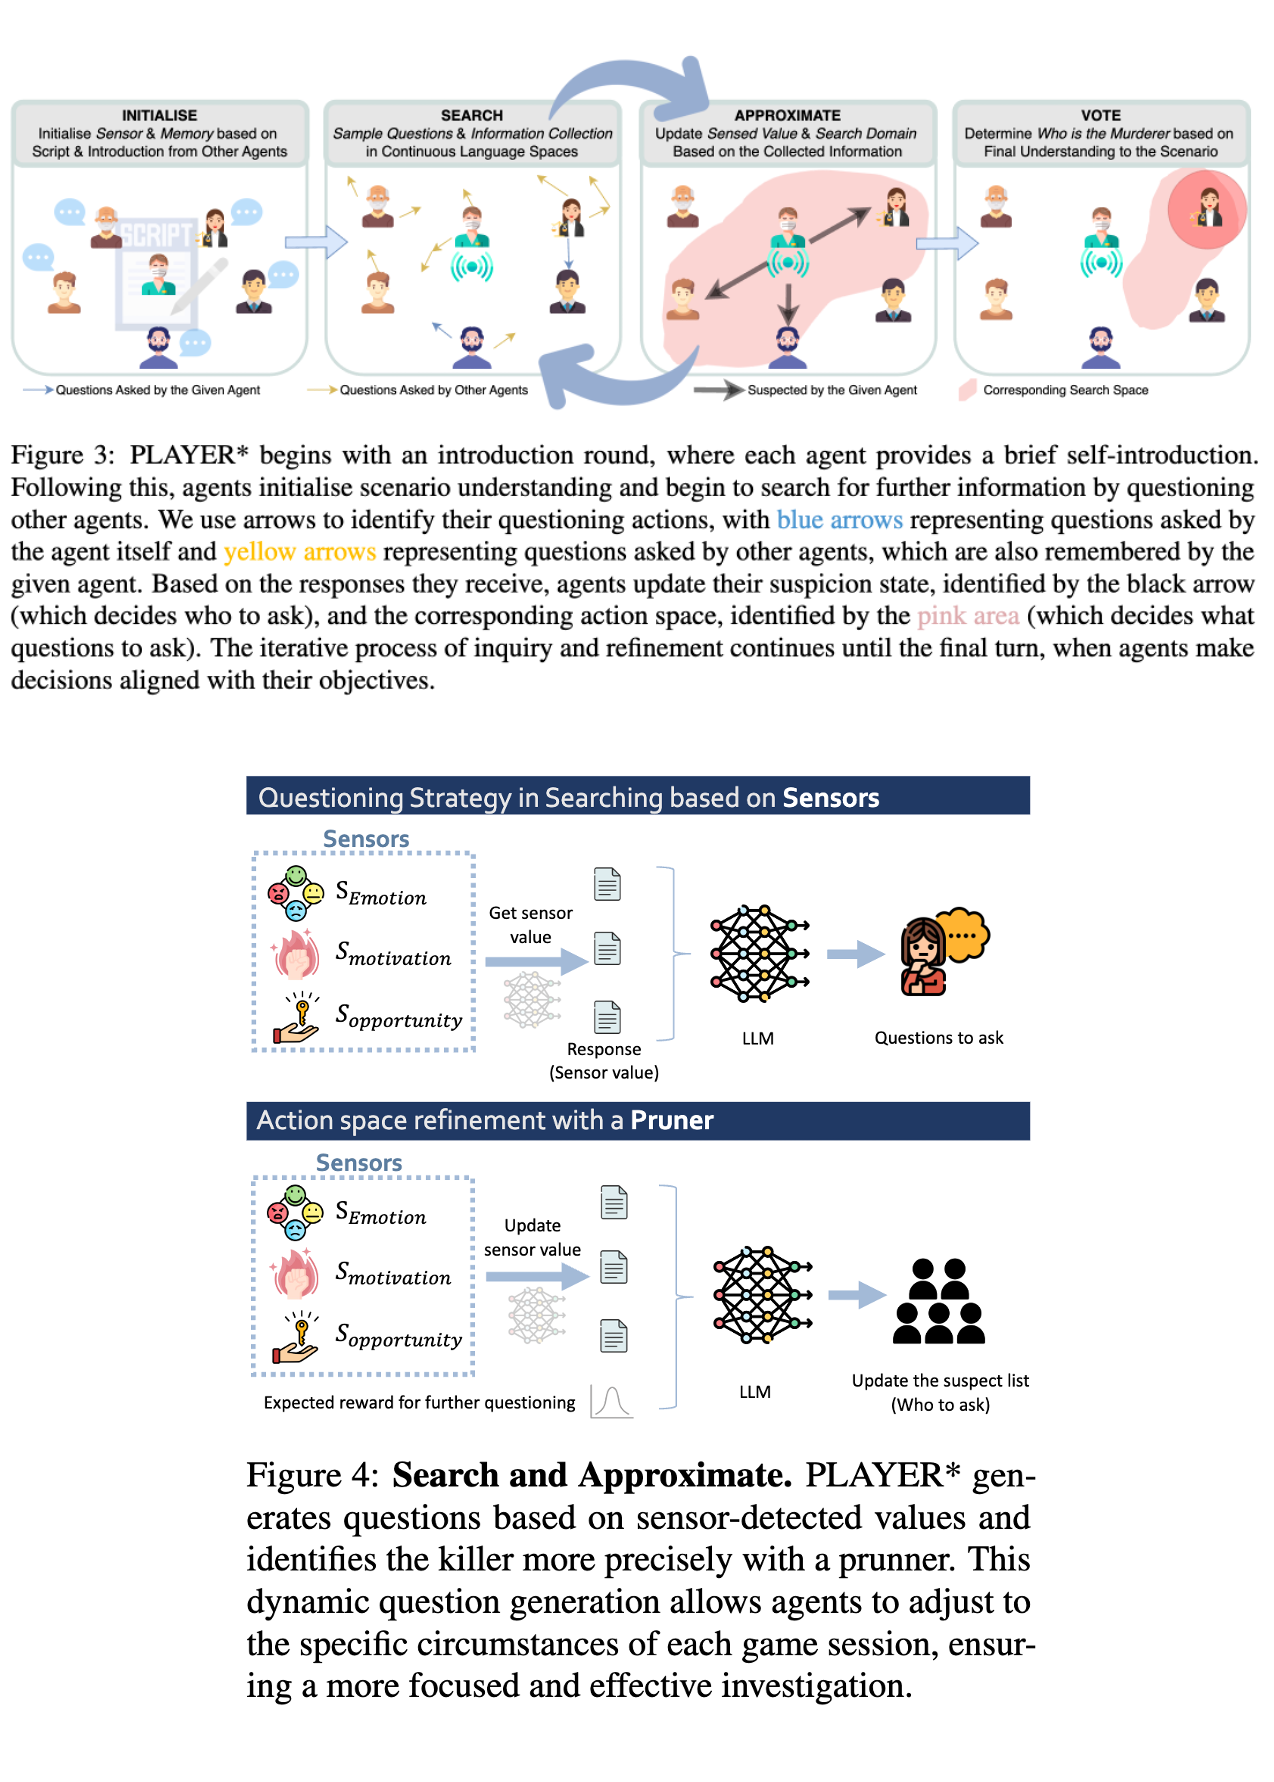 INITIALISE
Initialise Sensor & Memory based on
Script & Introduction from Other Agents
SCRIPT
SEARCH
Sample Questions & Information Collection
in Continuous Language Spaces
APPROXIMATE
Update Sensed Value & Search Domain
Based on the Collected Information
VOTE
Determine Who is the Murderer based on
Final Understanding to the Scenario
Questions Asked by the Given Agent
Questions Asked by Other Agents
Suspected by the Given Agent
Corresponding Search Space
Figure 3: PLAYER* begins with an introduction round, where each agent provides a brief self-introduction.
Following this, agents initialise scenario understanding and begin to search for further information by questioning
other agents. We use arrows to identify their questioning actions, with blue arrows representing questions asked by
the agent itself and yellow arrows representing questions asked by other agents, which are also remembered by the
given agent. Based on the responses they receive, agents update their suspicion state, identified by the black arrow
(which decides who to ask), and the corresponding action space, identified by the pink area (which decides what
questions to ask). The iterative process of inquiry and refinement continues until the final turn, when agents make
decisions aligned with their objectives.
Questioning Strategy in Searching based on Sensors
Sensors
S_Emotion
S_motivation
S_opportunity
Get sensor
value
Response
(Sensor value)
LLM
Questions to ask
Action space refinement with a Pruner
Sensors
S_Emotion
S_motivation
S_opportunity
Update
sensor value
Expected reward for further questioning
LLM
Update the suspect list
(Who to ask)
Figure 4: Search and Approximate. PLAYER* gen-
erates questions based on sensor-detected values and
identifies the killer more precisely with a prunner. This
dynamic question generation allows agents to adjust to
the specific circumstances of each game session, ensur-
ing a more focused and effective investigation.